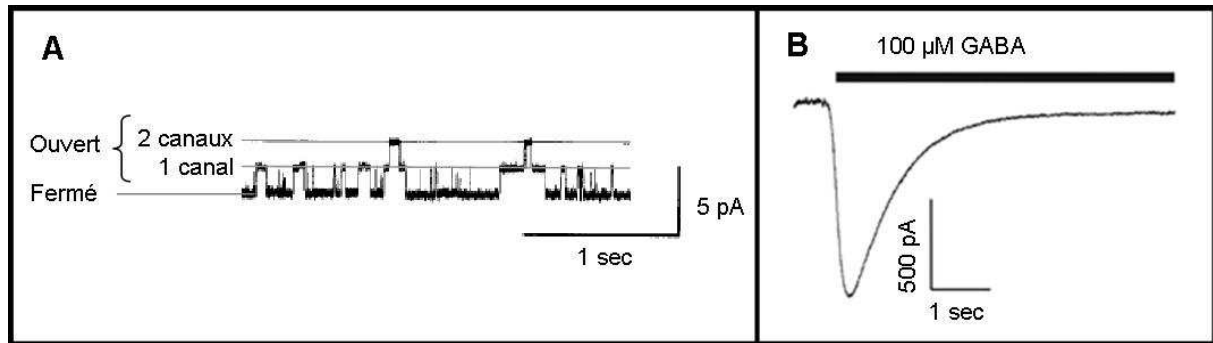 A
Ouvert
2 canaux
1 canal
Fermé
5 pA
1 sec
B
100 µM GABA
500 pA
1 sec